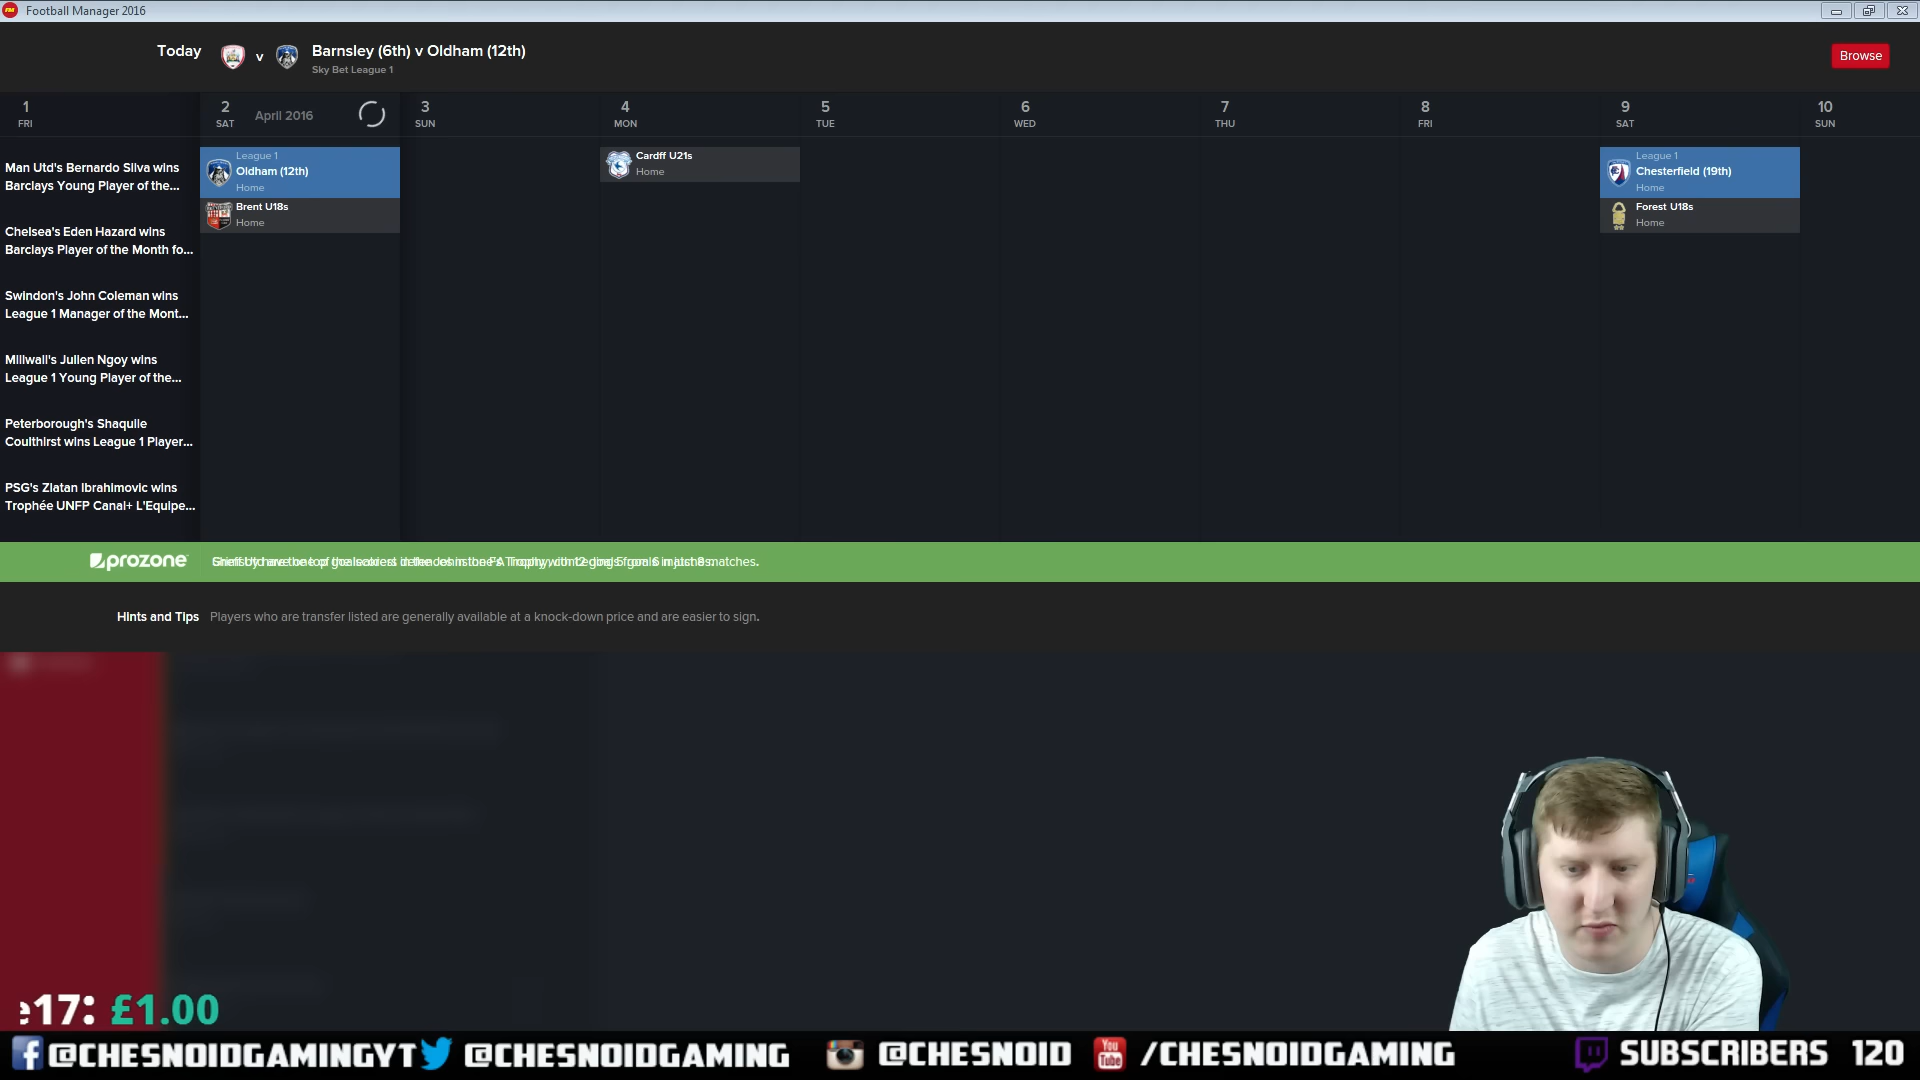 Football Manager 2016
Today
v
Barnsley (6th) v Oldham (12th)
Sky Bet League 1
Browse
1
FRI
2
SAT
April 2016
3
SUN
4
MON
5
TUE
6
WED
7
THU
8
FRI
9
SAT
10
SUN
Man Utd's Bernardo Silva wins
Barclays Young Player of the...
Chelsea's Eden Hazard wins
Barclays Player of the Month fo...
Swindon's John Coleman wins
League 1 Manager of the Mont...
Millwall's Julien Ngoy wins
League 1 Young Player of the...
Peterborough's Shaquile
Coulthirst wins League 1 Player...
PSG's Zlatan Ibrahimovic wins
Trophée UNFP Canal+ L'Equipe...
League 1
Oldham (12th)
Home
Brent U18s
Home
Cardff U21s
Home
League 1
Chesterfield (19th)
Home
Forest U18s
Home
prozone
Hints and Tips
Players who are transfer listed are generally available at a knock-down price and are easier to sign.
17: £1.00
@CHESNOIDGAMINGYT
@CHESNOIDGAMING
@CHESNOID
You Tube
/CHESNOIDGAMING
SUBSCRIBERS 120